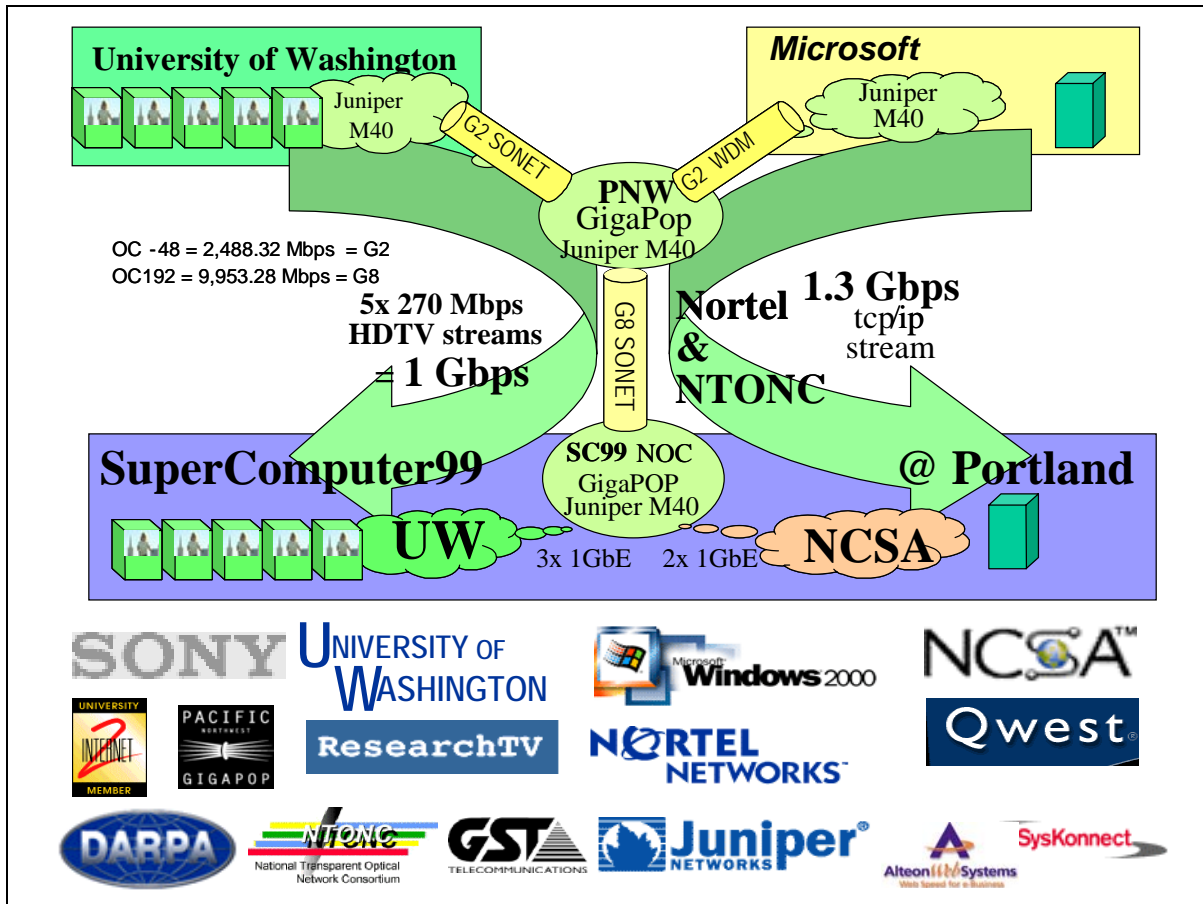 University of Washington
Microsoft
Juniper
M40
G2 SONET
G2 WDM
Juniper
M40
PNW
GigaPop
Juniper M40
OC -48 = 2,488.32 Mbps = G2
OC192 = 9,953.28 Mbps = G8
5x 270 Mbps
HDTV streams
= 1 Gbps
G8 SONET
Nortel
&
NTONC
1.3 Gbps
tcp/ip
stream
SuperComputer99
SC99 NOC
GigaPOP
Juniper M40
@ Portland
UW
3x 1GbE
2x 1GbE
NCSA
SONY
UNIVERSITY OF
WASHINGTON
Microsoft
Windows 2000
NCSA™
UNIVERSITY
INTERNET
2
MEMBER
PACIFIC
NORTHWEST
GIGAPOP
ResearchTV
NORTEL
NETWORKS™
Qwest®
DARPA
NTONC
National Transparent Optical
Network Consortium
GST
TELECOMMUNICATIONS
Juniper®
NETWORKS
Alteon WebSystems
Web Speed for e-Business
SysKonnect